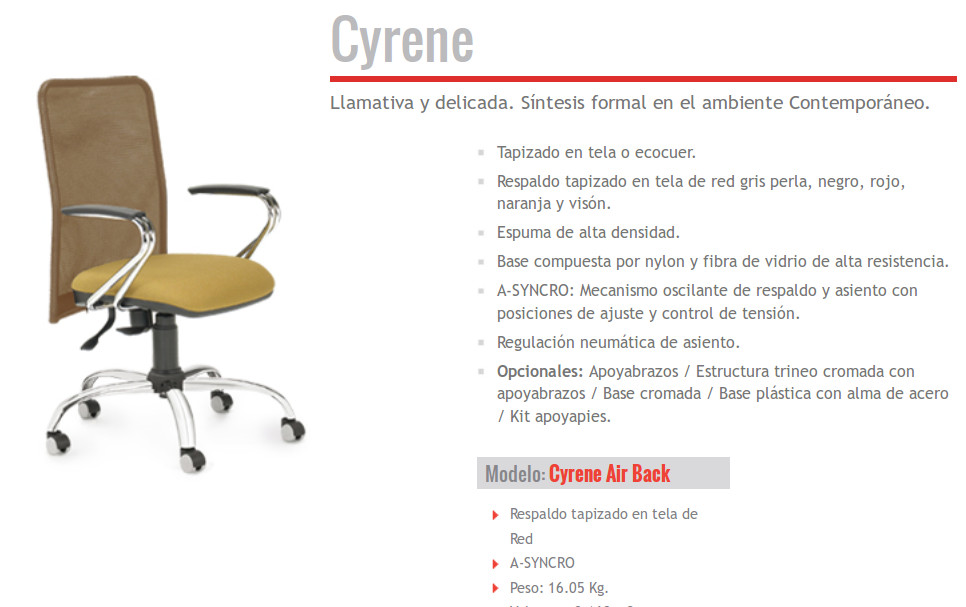 Cyrene
Llamativa y delicada. Síntesis formal en el ambiente Contemporáneo.
Tapizado en tela o ecocuer.
Respaldo tapizado en tela de red gris perla, negro, rojo,
naranja y visón.
Espuma de alta densidad.
Base compuesta por nylon y fibra de vidrio de alta resistencia.
A-SYNCRO: Mecanismo oscilante de respaldo y asiento con
posiciones de ajuste y control de tensión.
Regulación neumática de asiento.
Opcionales: Apoyabrazos / Estructura trineo cromada con
apoyabrazos / Base cromada / Base plástica con alma de acero
/ Kit apoyapies.
Modelo: Cyrene Air Back
Respaldo tapizado en tela de
Red
A-SYNCRO
Peso: 16.05 Kg.